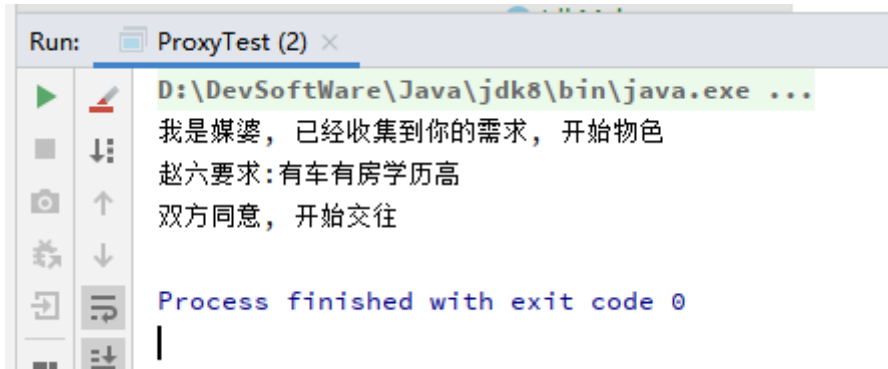 Run: ProxyTest (2)
D:\DevSoftWare\Java\jdk8\bin\java.exe ...
我是媒婆, 已经收集到你的需求, 开始物色
赵六要求:有车有房学历高
双方同意, 开始交往
Process finished with exit code 0